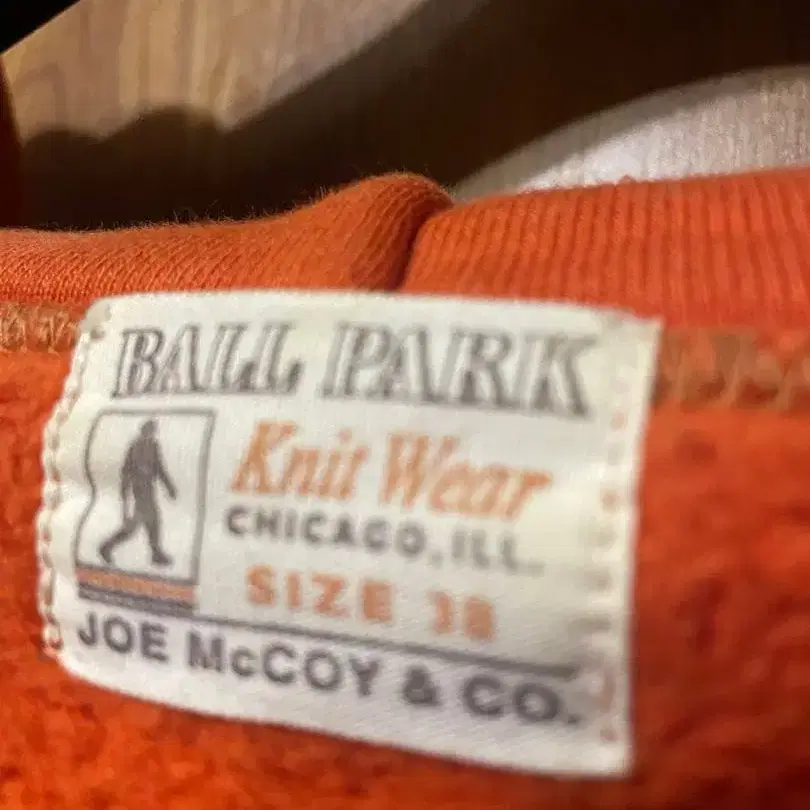 BALL PARK
Knit Wear
CHICAGO, ILL.
SIZE 38
JOE McCOY & CO.